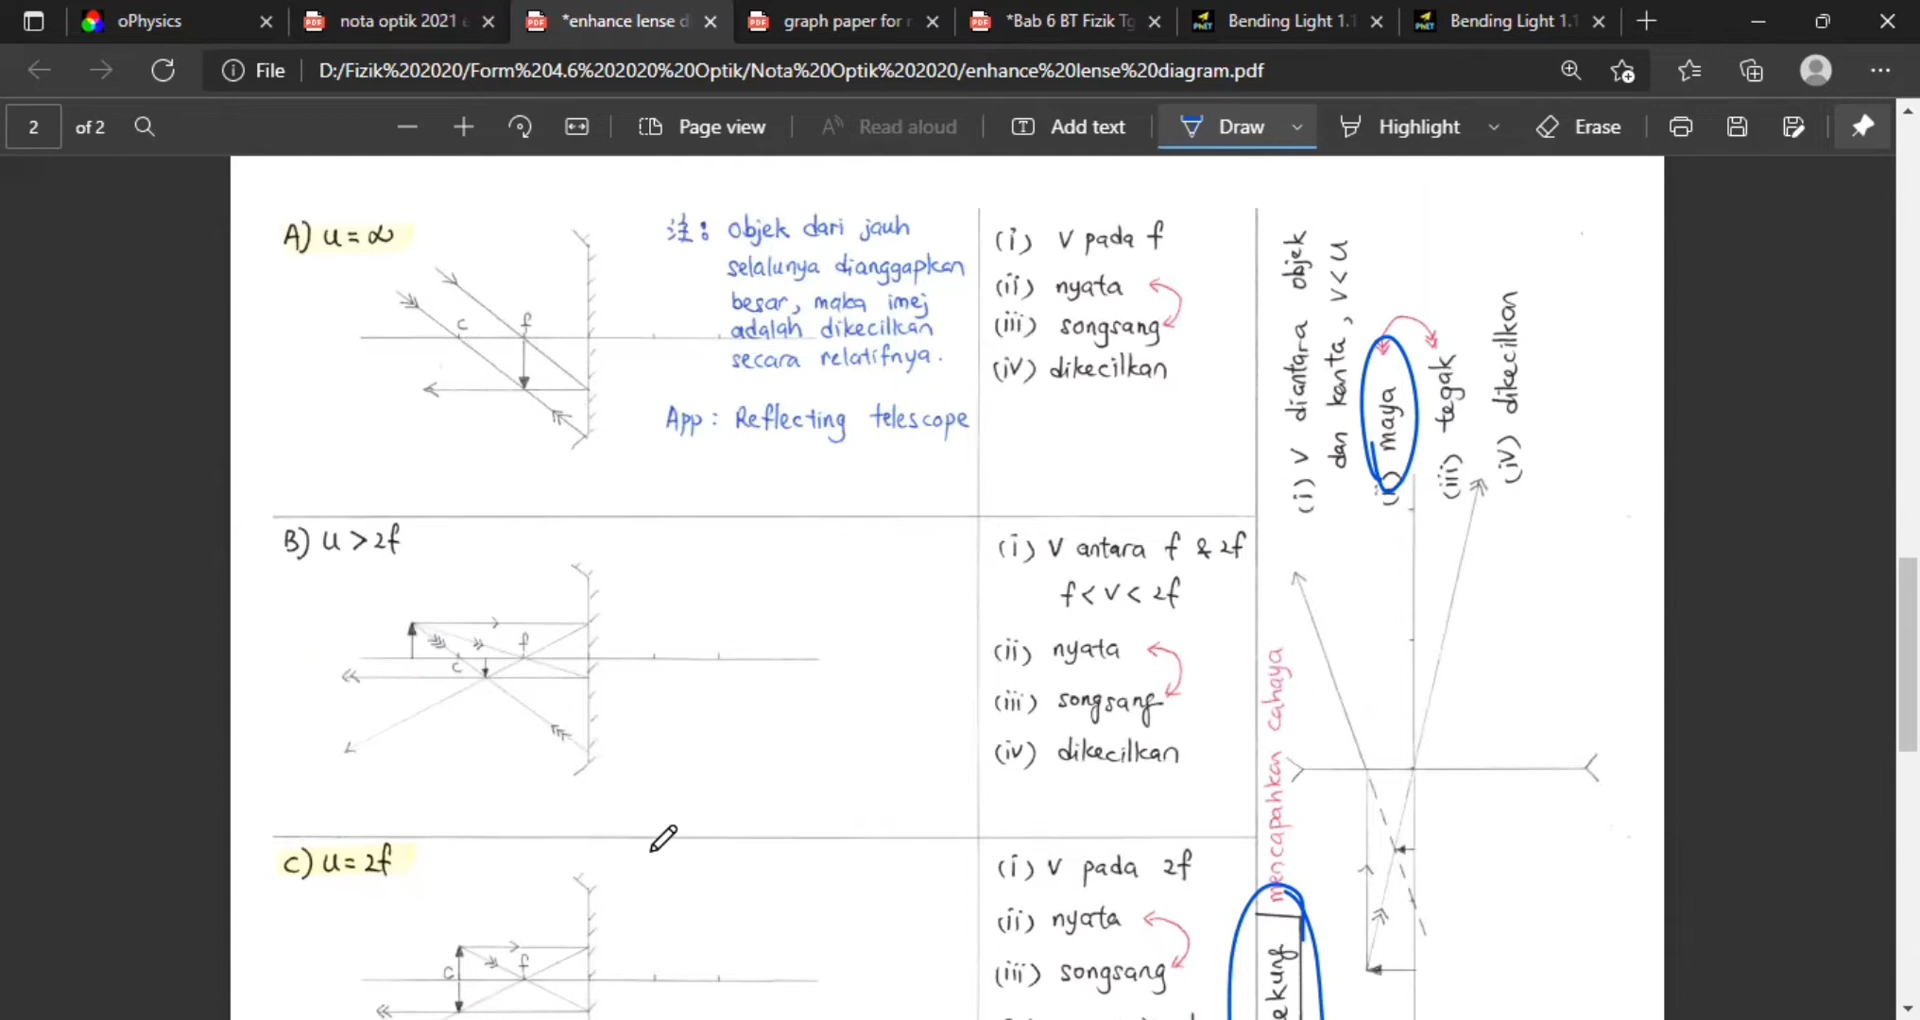 oPhysics
nota optik 2021
*enhance lense d
graph paper for
*Bab 6 BT Fizik Tg
Bending Light 1.1
Bending Light 1.1
File
D:/Fizik%202020/Form%204.6%202020%20Optik/Nota%20Optik%202020/enhance%20lense%20diagram.pdf
2
of 2
Page view
Read aloud
Add text
Draw
Highlight
Erase
A) u = ∞
c
f
注: objek dari jauh
selalunya dianggapkan
besar, maka imej
adalah dikecilkan
secara relatifnya.
App: Reflecting telescope
(i) V pada f
(ii) nyata
(iii) songsang
(iv) dikecilkan
B) u > 2f
c
f
(i) V antara f & 2f
f < v < 2f
(ii) nyata
(iii) songsang
(iv) dikecilkan
C) u = 2f
c
f
(i) V pada 2f
(ii) nyata
(iii) songsang
(i) V diantara objek
dan kanta, v < u
(ii) maya
(iii) tegak
(iv) dikecilkan
mencapahkan cahaya
ekung